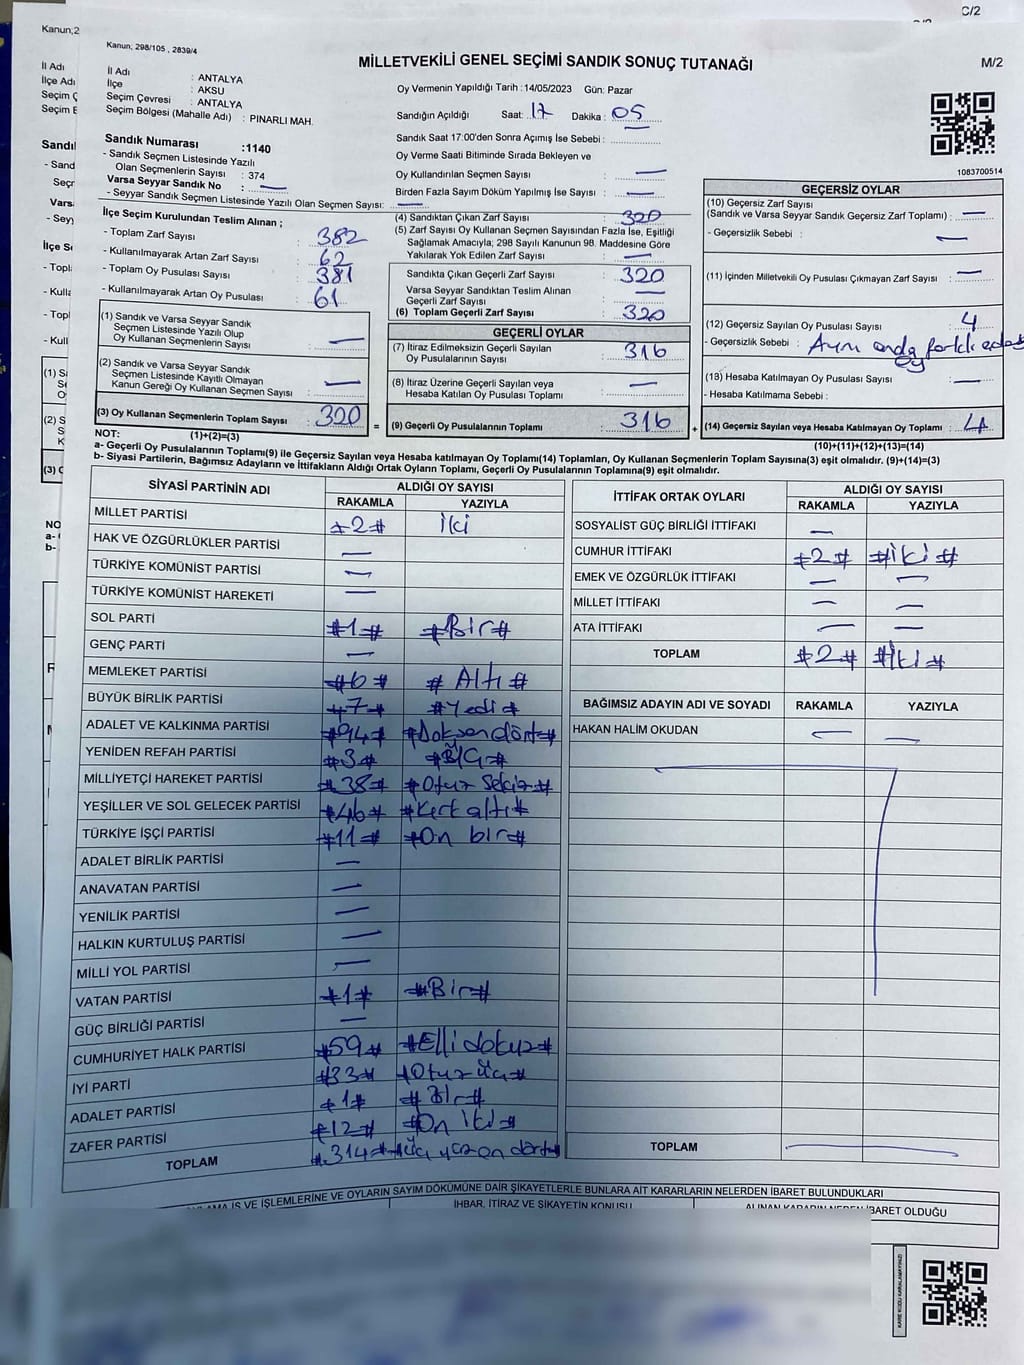 C/2
Kanun;2
Kanun; 298/105 , 2839/4
MİLLETVEKİLİ GENEL SEÇİMİ SANDIK SONUÇ TUTANAĞI
M/2
İl Adı : ANTALYA
İlçe : AKSU
Seçim Çevresi : ANTALYA
Seçim Bölgesi (Mahalle Adı) : PINARLI MAH.
Oy Vermenin Yapıldığı Tarih : 14/05/2023 Gün: Pazar
Sandığın Açıldığı Saat: 17 Dakika : 05
Sandık Saat 17:00'den Sonra Açımış İse Sebebi :
Oy Verme Saati Bitiminde Sırada Bekleyen ve
Oy Kullandırılan Seçmen Sayısı : —
Birden Fazla Sayım Döküm Yapılmış İse Sayısı : —
1083700514
Sandık Numarası :1140
- Sandık Seçmen Listesinde Yazılı
Olan Seçmenlerin Sayısı : 374
Varsa Seyyar Sandık No : —
- Seyyar Sandık Seçmen Listesinde Yazılı Olan Seçmen Sayısı: —
İlçe Seçim Kurulundan Teslim Alınan ;
- Toplam Zarf Sayısı : 382
- Kullanılmayarak Artan Zarf Sayısı : 62
- Toplam Oy Pusulası Sayısı : 381
- Kullanılmayarak Artan Oy Pusulası : 61
(1) Sandık ve Varsa Seyyar Sandık
Seçmen Listesinde Yazılı Olup
Oy Kullanan Seçmenlerin Sayısı : —
(2) Sandık ve Varsa Seyyar Sandık
Seçmen Listesinde Kayıtlı Olmayan
Kanun Gereği Oy Kullanan Seçmen Sayısı : —
(3) Oy Kullanan Seçmenlerin Toplam Sayısı : 320
(4) Sandıktan Çıkan Zarf Sayısı : 320
(5) Zarf Sayısı Oy Kullanan Seçmen Sayısından Fazla İse, Eşitliği
Sağlamak Amacıyla; 298 Sayılı Kanunun 98. Maddesine Göre
Yakılarak Yok Edilen Zarf Sayısı : —
Sandıkta Çıkan Geçerli Zarf Sayısı : 320
Varsa Seyyar Sandıktan Teslim Alınan
Geçerli Zarf Sayısı : —
(6) Toplam Geçerli Zarf Sayısı : 320
GEÇERLİ OYLAR
(7) İtiraz Edilmeksizin Geçerli Sayılan
Oy Pusulalarının Sayısı : 316
(8) İtiraz Üzerine Geçerli Sayılan veya
Hesaba Katılan Oy Pusulası Toplamı : —
= (9) Geçerli Oy Pusulalarının Toplamı : 316 +
GEÇERSİZ OYLAR
(10) Geçersiz Zarf Sayısı
(Sandık ve Varsa Seyyar Sandık Geçersiz Zarf Toplamı) : —
- Geçersizlik Sebebi : —
(11) İçinden Milletvekili Oy Pusulası Çıkmayan Zarf Sayısı : —
(12) Geçersiz Sayılan Oy Pusulası Sayısı : 4
- Geçersizlik Sebebi : Aynı anda farklı
oy
(13) Hesaba Katılmayan Oy Pusulası Sayısı : —
- Hesaba Katılmama Sebebi :
(14) Geçersiz Sayılan veya Hesaba Katılmayan Oy Toplamı : 4
NOT: (1)+(2)=(3)
(10)+(11)+(12)+(13)=(14)
a- Geçerli Oy Pusulalarının Toplamı(9) ile Geçersiz Sayılan veya Hesaba katılmayan Oy Toplamı(14) Toplamları, Oy Kullanan Seçmenlerin Toplam Sayısına(3) eşit olmalıdır. (9)+(14)=(3)
b- Siyasi Partilerin, Bağımsız Adayların ve İttifakların Aldığı Ortak Oyların Toplamı, Geçerli Oy Pusulalarının Toplamına(9) eşit olmalıdır.
SİYASİ PARTİNİN ADI ALDIĞI OY SAYISI
RAKAMLA YAZIYLA
MİLLET PARTİSİ #2# İki
HAK VE ÖZGÜRLÜKLER PARTİSİ —
TÜRKİYE KOMÜNİST PARTİSİ —
TÜRKİYE KOMÜNİST HAREKETİ —
SOL PARTİ #1# #Bir#
GENÇ PARTİ —
MEMLEKET PARTİSİ #6# # Altı #
BÜYÜK BİRLİK PARTİSİ #7# #Yedi#
ADALET VE KALKINMA PARTİSİ #94# #Doksandört#
YENİDEN REFAH PARTİSİ #3# #Üç#
MİLLİYETÇİ HAREKET PARTİSİ #38# #Otuz Sekiz#
YEŞİLLER VE SOL GELECEK PARTİSİ #46# #Kırk altı#
TÜRKİYE İŞÇİ PARTİSİ #11# #On bir#
ADALET BİRLİK PARTİSİ —
ANAVATAN PARTİSİ —
YENİLİK PARTİSİ —
HALKIN KURTULUŞ PARTİSİ —
MİLLİ YOL PARTİSİ —
VATAN PARTİSİ #1# #Bir#
GÜÇ BİRLİĞİ PARTİSİ —
CUMHURİYET HALK PARTİSİ #59# #Elli dokuz#
İYİ PARTİ #33# #Otuz üç#
ADALET PARTİSİ #1# # Bir#
ZAFER PARTİSİ #12# #On iki#
TOPLAM #314# #Üç yüz on dört#
İTTİFAK ORTAK OYLARI ALDIĞI OY SAYISI
RAKAMLA YAZIYLA
SOSYALİST GÜÇ BİRLİĞİ İTTİFAKI —
CUMHUR İTTİFAKI #2# #İki#
EMEK VE ÖZGÜRLÜK İTTİFAKI — —
MİLLET İTTİFAKI — —
ATA İTTİFAKI — —
TOPLAM #2# #İki#
BAĞIMSIZ ADAYIN ADI VE SOYADI RAKAMLA YAZIYLA
HAKAN HALİM OKUDAN — —
TOPLAM —
İŞ VE İŞLEMLERİNE VE OYLARIN SAYIM DÖKÜMÜNE DAİR ŞİKAYETLERLE BUNLARA AİT KARARLARIN NELERDEN İBARET BULUNDUKLARI
İHBAR, İTİRAZ VE ŞİKAYETİN KONUSU
ALINAN KARARIN NEDEN İBARET OLDUĞU